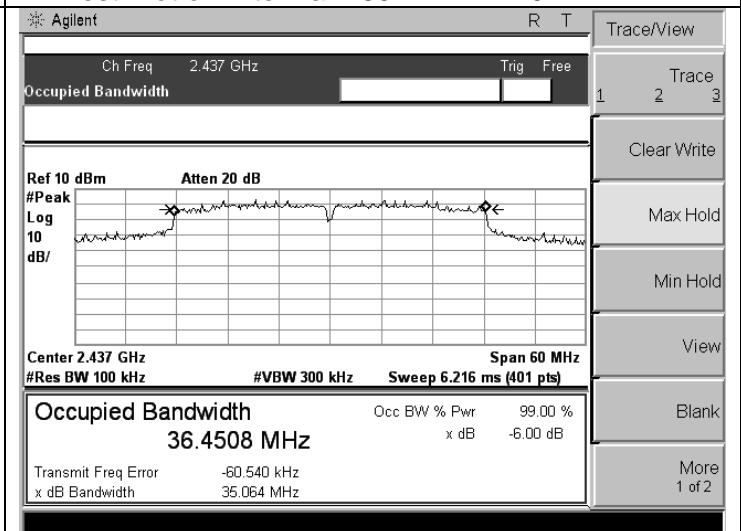 Agilent R T
Trace/View
Ch Freq 2.437 GHz Trig Free
Occupied Bandwidth
Trace
1 2 3
Clear Write
Ref 10 dBm Atten 20 dB
#Peak
Log
10
dB/
Max Hold
Min Hold
Center 2.437 GHz Span 60 MHz
#Res BW 100 kHz #VBW 300 kHz Sweep 6.216 ms (401 pts)
View
Occupied Bandwidth Occ BW % Pwr 99.00 %
36.4508 MHz x dB -6.00 dB
Blank
Transmit Freq Error -60.540 kHz
x dB Bandwidth 35.064 MHz
More
1 of 2